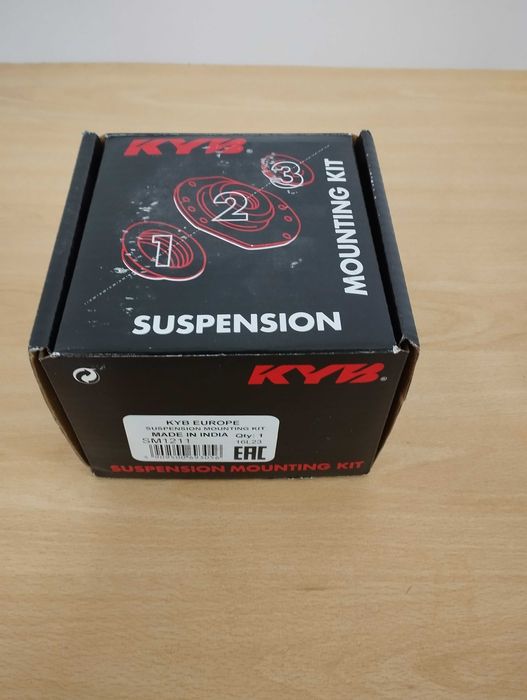 KYB®
3
2
1
MOUNTING KIT
SUSPENSION
KYB®
KYB EUROPE
SUSPENSION MOUNTING KIT
MADE IN INDIA Qty: 1
SM1211 16L23
EAC
SUSPENSION MOUNTING KIT